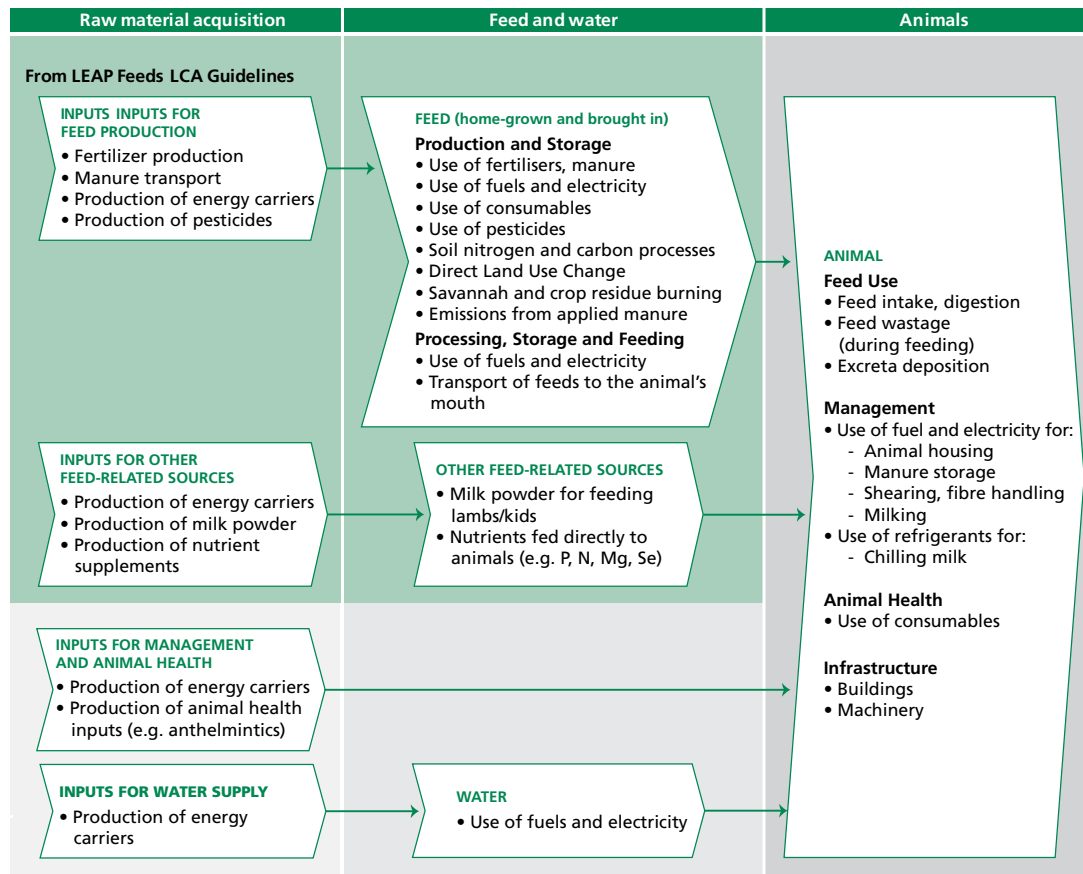 Raw material acquisition
Feed and water
Animals
From LEAP Feeds LCA Guidelines
INPUTS INPUTS FOR
FEED PRODUCTION
• Fertilizer production
• Manure transport
• Production of energy carriers
• Production of pesticides
FEED (home-grown and brought in)
Production and Storage
• Use of fertilisers, manure
• Use of fuels and electricity
• Use of consumables
• Use of pesticides
• Soil nitrogen and carbon processes
• Direct Land Use Change
• Savannah and crop residue burning
• Emissions from applied manure
Processing, Storage and Feeding
• Use of fuels and electricity
• Transport of feeds to the animal's
mouth
INPUTS FOR OTHER
FEED-RELATED SOURCES
• Production of energy carriers
• Production of milk powder
• Production of nutrient
supplements
OTHER FEED-RELATED SOURCES
• Milk powder for feeding
lambs/kids
• Nutrients fed directly to
animals (e.g. P, N, Mg, Se)
INPUTS FOR MANAGEMENT
AND ANIMAL HEALTH
• Production of energy carriers
• Production of animal health
inputs (e.g. anthelmintics)
INPUTS FOR WATER SUPPLY
• Production of energy
carriers
WATER
• Use of fuels and electricity
ANIMAL
Feed Use
• Feed intake, digestion
• Feed wastage
(during feeding)
• Excreta deposition
Management
• Use of fuel and electricity for:
- Animal housing
- Manure storage
- Shearing, fibre handling
- Milking
• Use of refrigerants for:
- Chilling milk
Animal Health
• Use of consumables
Infrastructure
• Buildings
• Machinery